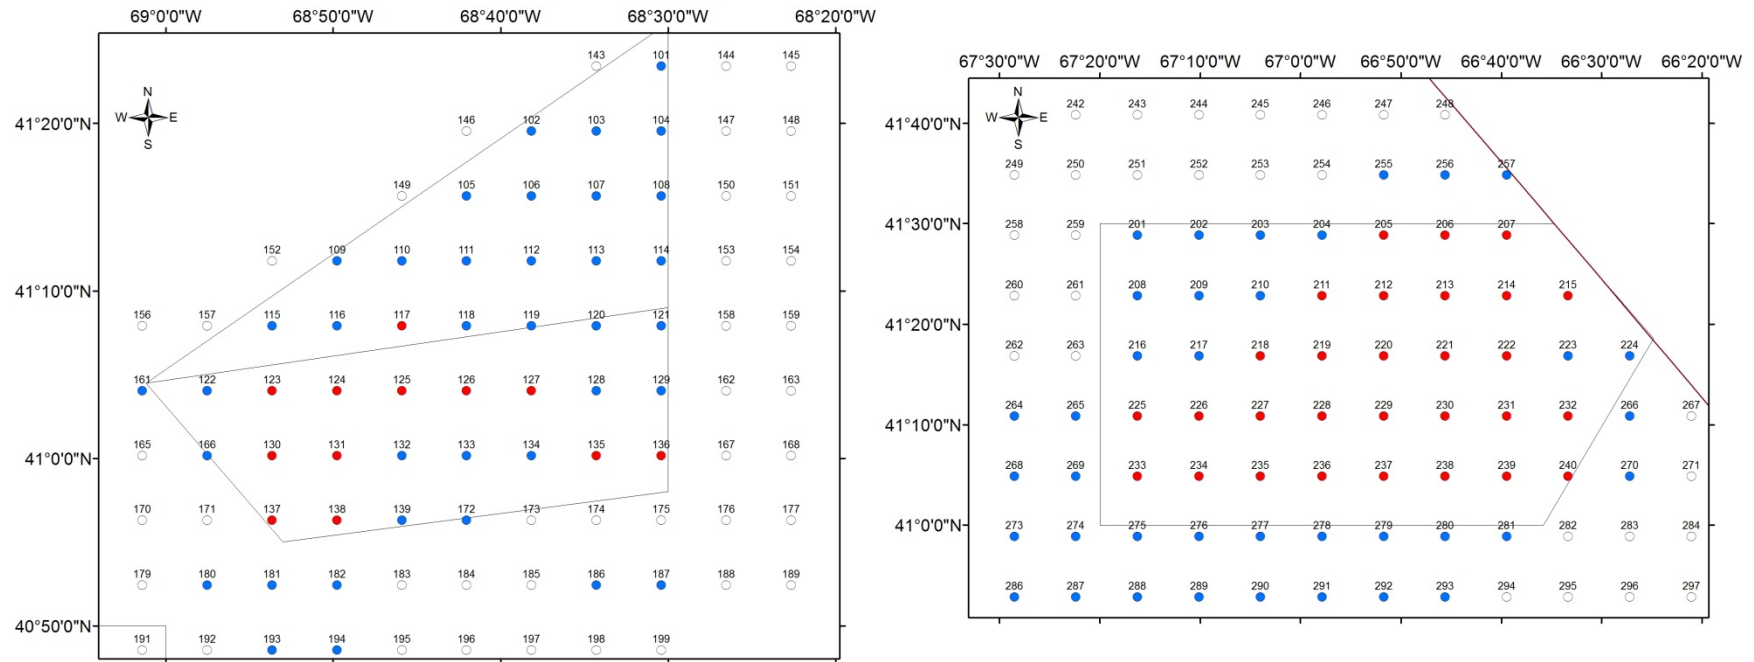 69°0'0"W 68°50'0"W 68°40'0"W 68°30'0"W 68°20'0"W
143 101 144 145
N
W E
S
41°20'0"N
146 102 103 104 147 148
149 105 106 107 108 150 151
152 109 110 111 112 113 114 153 154
41°10'0"N
156 157 115 116 117 118 119 120 121 158 159
161 122 123 124 125 126 127 128 129 162 163
41°0'0"N
165 166 130 131 132 133 134 135 136 167 168
170 171 137 138 139 172 173 174 175 176 177
179 180 181 182 183 184 185 186 187 188 189
40°50'0"N
191 192 193 194 195 196 197 198 199
67°30'0"W 67°20'0"W 67°10'0"W 67°0'0"W 66°50'0"W 66°40'0"W 66°30'0"W 66°20'0"W
N
W E
S
242 243 244 245 246 247 248
41°40'0"N
249 250 251 252 253 254 255 256 257
41°30'0"N
258 259 201 202 203 204 205 206 207
260 261 208 209 210 211 212 213 214 215
41°20'0"N
262 263 216 217 218 219 220 221 222 223 224
264 265 225 226 227 228 229 230 231 232 266 267
41°10'0"N
268 269 233 234 235 236 237 238 239 240 270 271
41°0'0"N
273 274 275 276 277 278 279 280 281 282 283 284
286 287 288 289 290 291 292 293 294 295 296 297